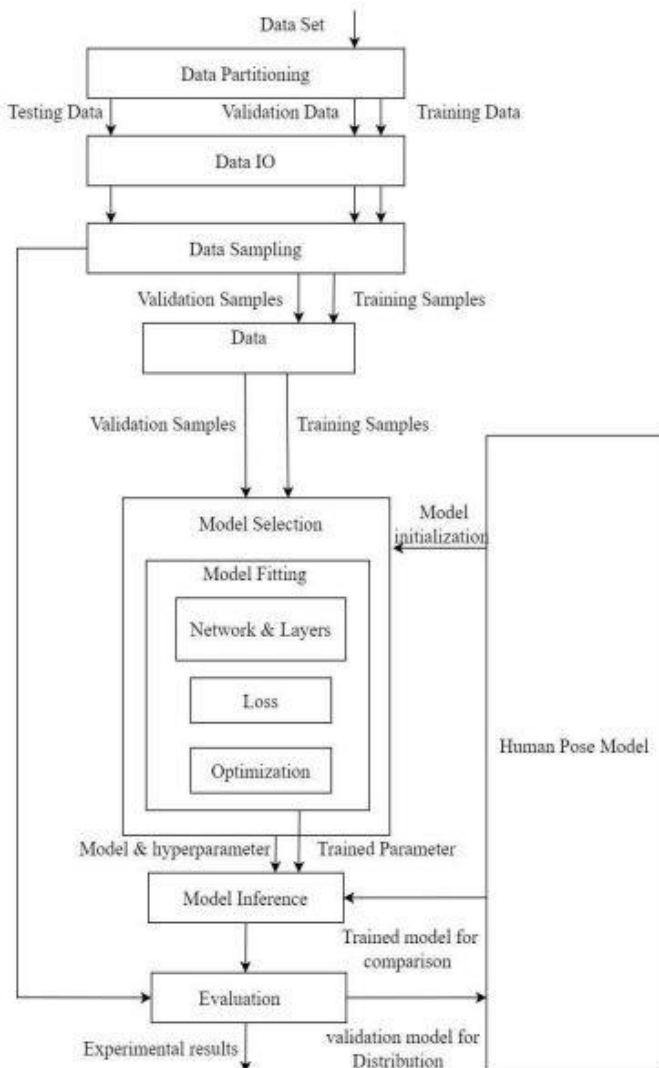 Data Set
Data Partitioning
Testing Data
Validation Data
Training Data
Data IO
Data Sampling
Validation Samples
Training Samples
Data
Validation Samples
Training Samples
Model Selection
Model
initialization
Model Fitting
Network & Layers
Loss
Human Pose Model
Optimization
Model & hyperparameter
Trained Parameter
Model Inference
Trained model for
comparison
Evaluation
Experimental results
validation model for
Distribution